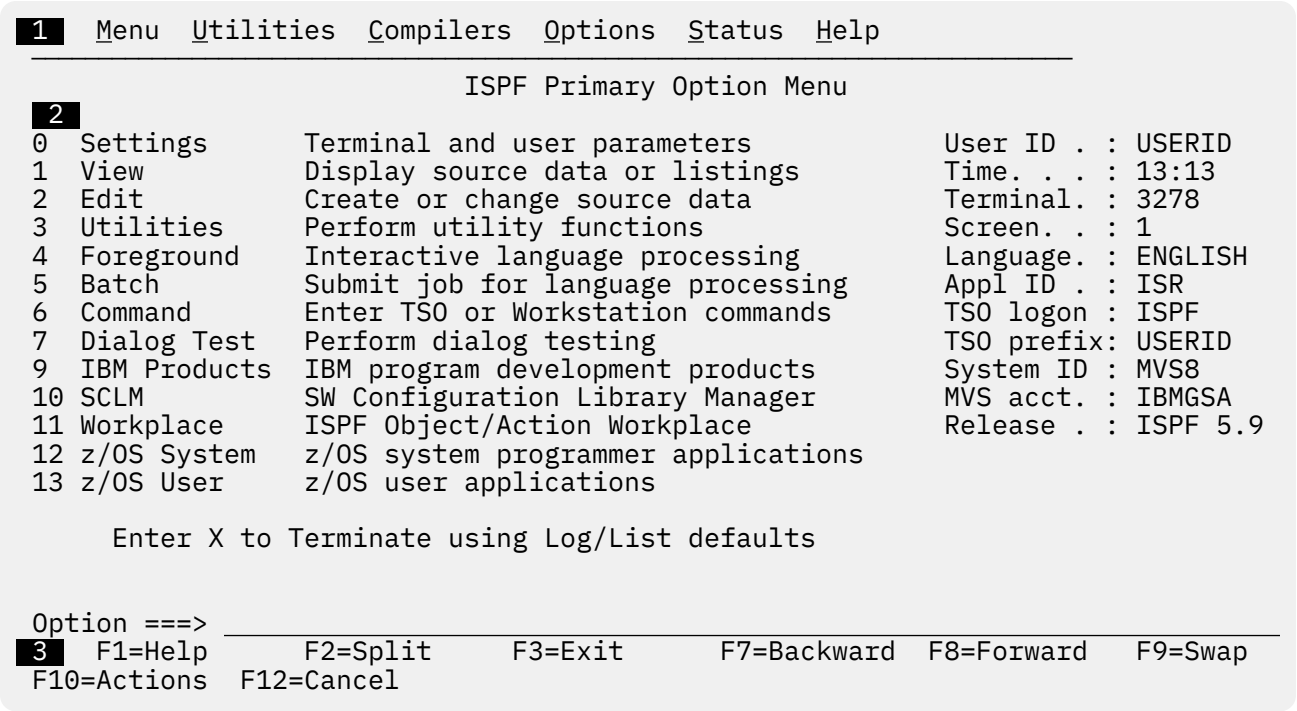 1 Menu Utilities Compilers Options Status Help
ISPF Primary Option Menu
2
0 Settings Terminal and user parameters User ID . : USERID
1 View Display source data or listings Time. . . : 13:13
2 Edit Create or change source data Terminal. : 3278
3 Utilities Perform utility functions Screen. . : 1
4 Foreground Interactive language processing Language. : ENGLISH
5 Batch Submit job for language processing Appl ID . : ISR
6 Command Enter TSO or Workstation commands TSO logon : ISPF
7 Dialog Test Perform dialog testing TSO prefix: USERID
9 IBM Products IBM program development products System ID : MVS8
10 SCLM SW Configuration Library Manager MVS acct. : IBMGSA
11 Workplace ISPF Object/Action Workplace Release . : ISPF 5.9
12 z/OS System z/OS system programmer applications
13 z/OS User z/OS user applications
Enter X to Terminate using Log/List defaults
Option ===>
3 F1=Help F2=Split F3=Exit F7=Backward F8=Forward F9=Swap
F10=Actions F12=Cancel